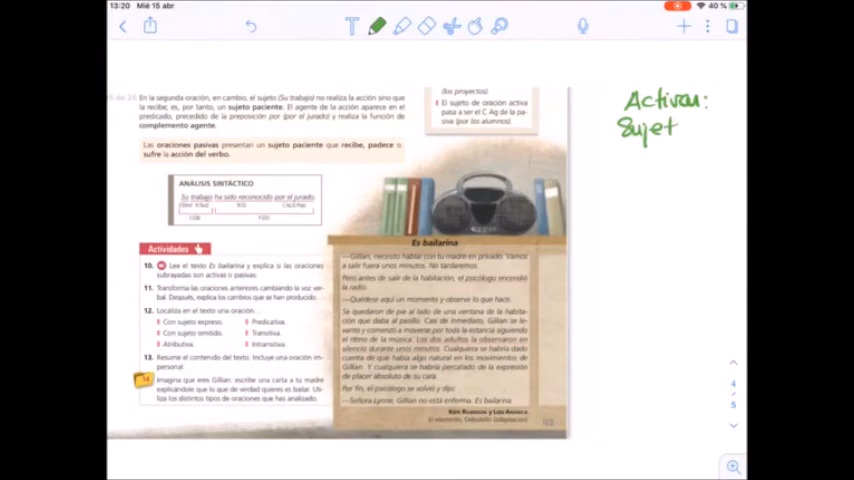 13:20 Mié 15 abr
40 %
En la segunda oración, en cambio, el sujeto (Su trabajo) no realiza la acción sino que
la recibe; es, por tanto, un sujeto paciente. El agente de la acción aparece en el
predicado, precedido de la preposición por (por el jurado) y realiza la función de
complemento agente.
Las oraciones pasivas presentan un sujeto paciente que recibe, padece o
sufre la acción del verbo.
(los proyectos).
El sujeto de oración activa
pasa a ser el C Ag de la pa-
siva (por los alumnos).
Activa:
Sujet
ANÁLISIS SINTÁCTICO
Su trabajo ha sido reconocido por el jurado.
Actividades
10. Lee el texto Es bailarina y explica si las oraciones
subrayadas son activas o pasivas.
11. Transforma las oraciones anteriores cambiando la voz ver-
bal. Después, explica los cambios que se han producido.
12. Localiza en el texto una oración...
Con sujeto expreso. Predicativa.
Con sujeto omitido. Transitiva.
Atributiva. Intransitiva.
13. Resume el contenido del texto. Incluye una oración im-
personal.
14 Imagina que eres Gillian: escribe una carta a tu madre
explicándole que lo que de verdad quieres es bailar. Uti-
liza los distintos tipos de oraciones que has analizado.
Es bailarina
—Gillian, necesito hablar con tu madre en privado. Vamos
a salir fuera unos minutos. No tardaremos.
Pero antes de salir de la habitación, el psicólogo encendió
la radio.
—Quédese aquí un momento y observe lo que hace.
Se quedaron de pie al lado de una ventana de la habita-
ción que daba al pasillo. Casi de inmediato, Gillian se le-
vantó y comenzó a moverse por toda la estancia siguiendo
el ritmo de la música. Los dos adultos la observaron en
silencio durante unos minutos. Cualquiera se habría dado
cuenta de que había algo natural en los movimientos de
Gillian. Y cualquiera se habría percatado de la expresión
de placer absoluto de su cara.
Por fin, el psicólogo se volvió y dijo:
—Señora Lynne, Gillian no está enferma. Es bailarina
Ken Robinson y Lou Aronica
El elemento, Debolsillo (adaptación)
113
4
5